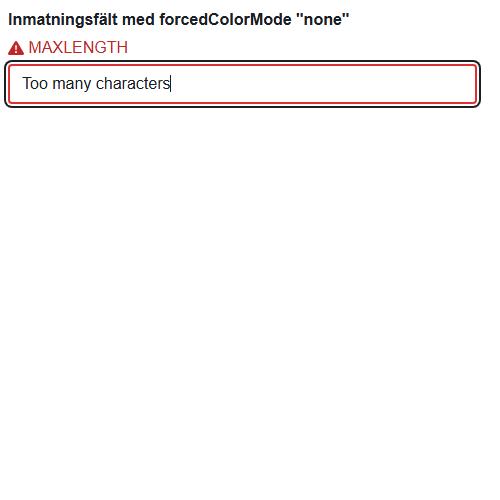 Inmatningsfält med forcedColorMode "none"
MAXLENGTH
Too many characters